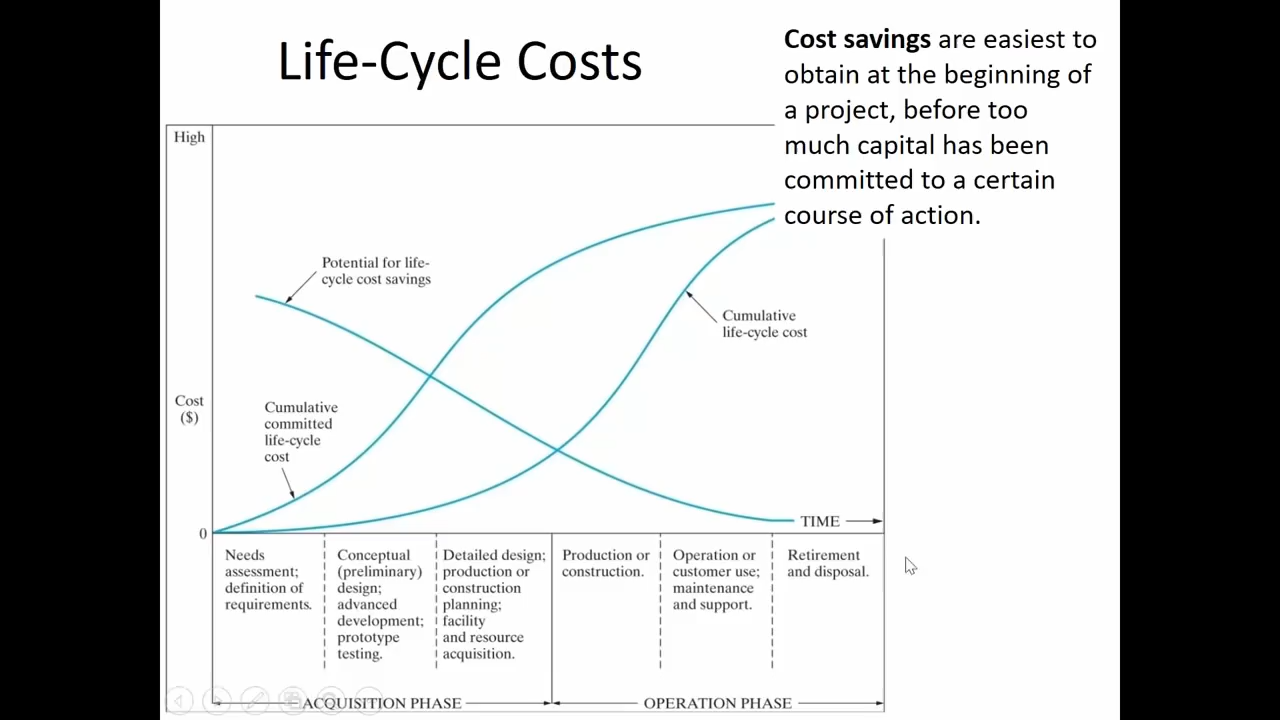 Life-Cycle Costs
Cost savings are easiest to
obtain at the beginning of
a project, before too
much capital has been
committed to a certain
course of action.
High
Potential for life-
cycle cost savings
Cumulative
life-cycle cost
Cost
($)
Cumulative
committed
life-cycle
cost
0
TIME
Needs
assessment;
definition of
requirements.
Conceptual
(preliminary)
design;
advanced
development;
prototype
testing.
Detailed design;
production or
construction
planning;
facility
and resource
acquisition.
Production or
construction.
Operation or
customer use;
maintenance
and support.
Retirement
and disposal.
ACQUISITION PHASE
OPERATION PHASE